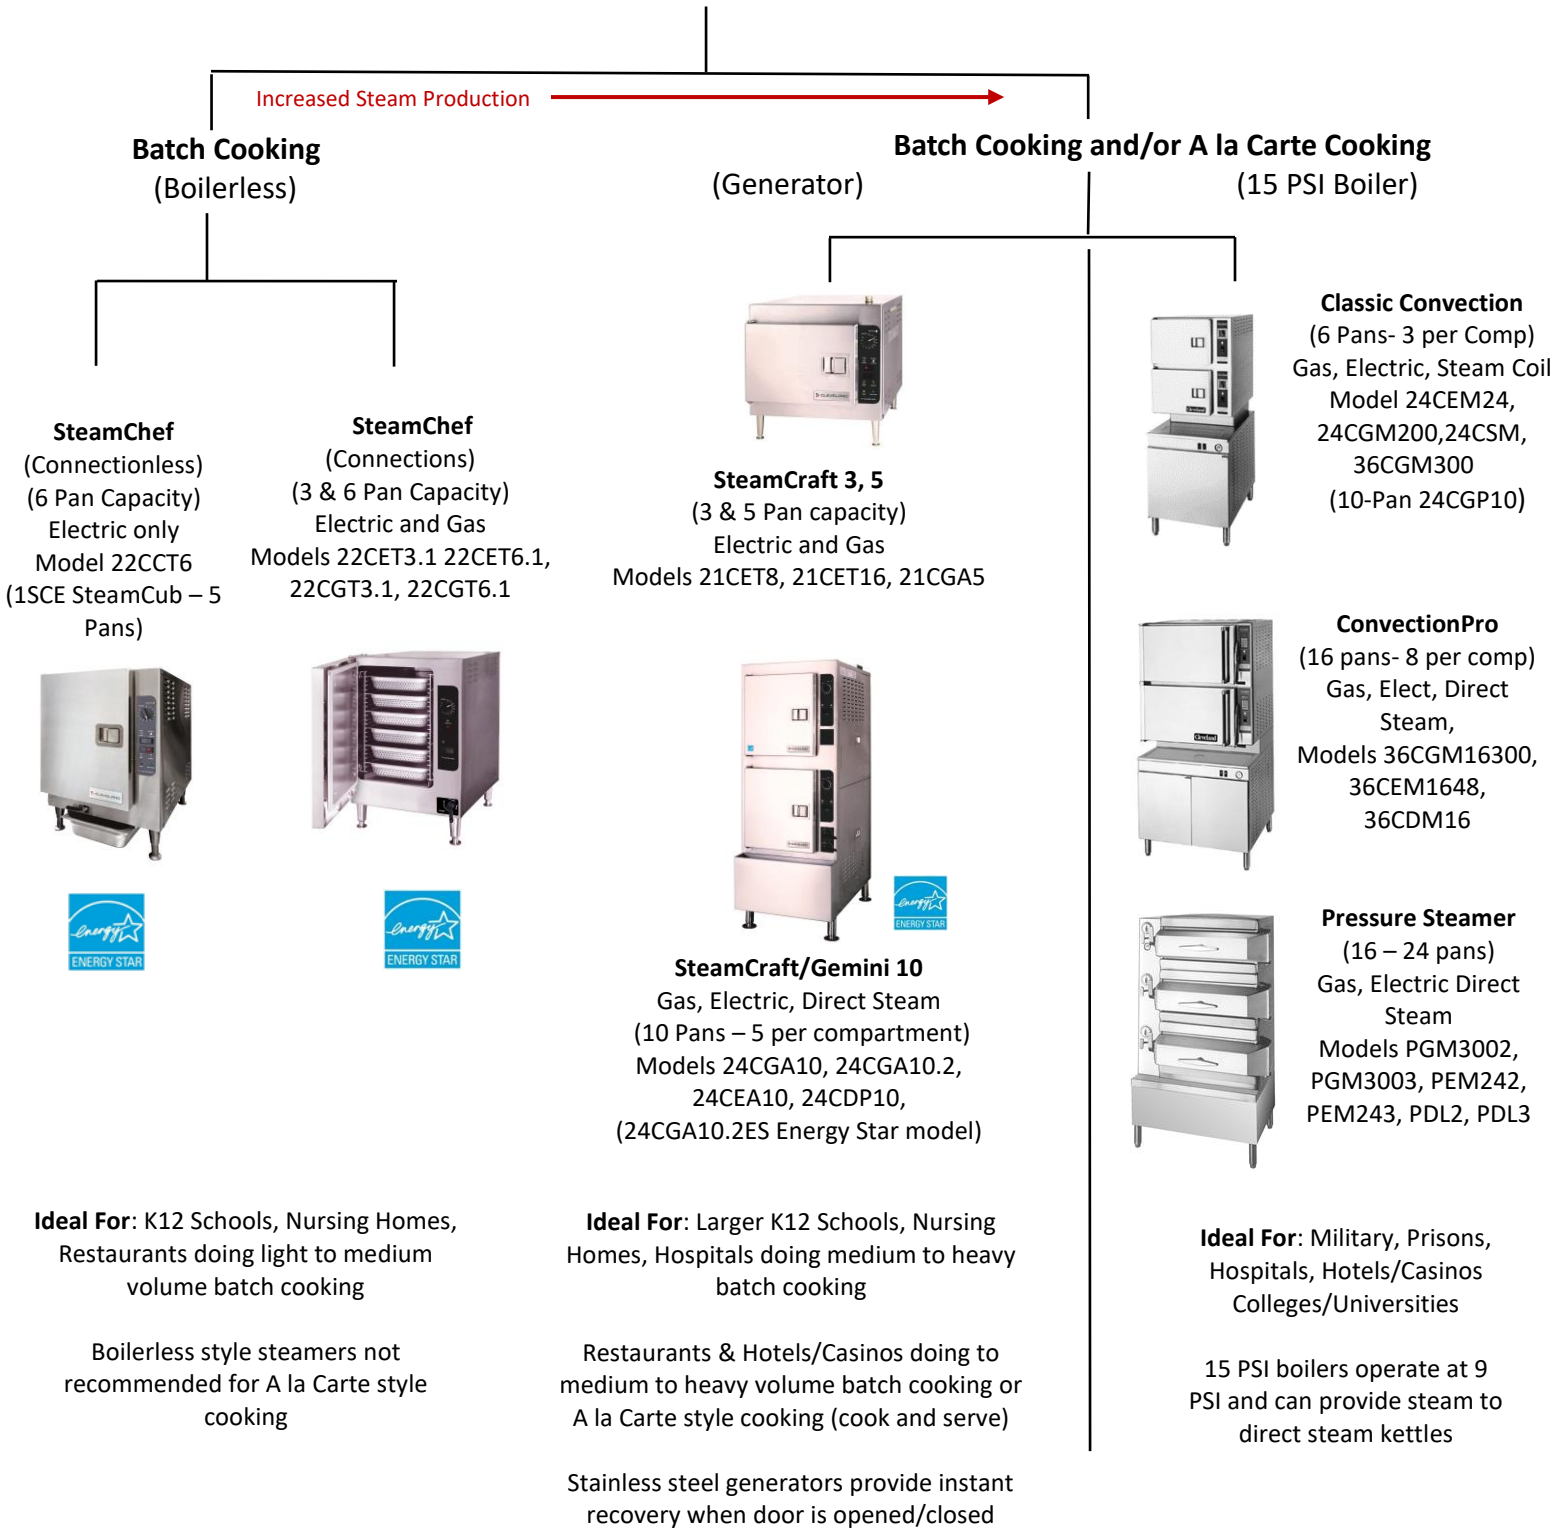 Increased Steam Production
Batch Cooking
(Boilerless)
Batch Cooking and/or A la Carte Cooking
(Generator)
(15 PSI Boiler)
SteamChef
(Connectionless)
(6 Pan Capacity)
Electric only
Model 22CCT6
(1SCE SteamCub – 5
Pans)
energy
ENERGY STAR
SteamChef
(Connections)
(3 & 6 Pan Capacity)
Electric and Gas
Models 22CET3.1 22CET6.1,
22CGT3.1, 22CGT6.1
energy
ENERGY STAR
Ideal For: K12 Schools, Nursing Homes,
Restaurants doing light to medium
volume batch cooking
Boilerless style steamers not
recommended for A la Carte style
cooking
CLEVELAND
SteamCraft 3, 5
(3 & 5 Pan capacity)
Electric and Gas
Models 21CET8, 21CET16, 21CGA5
energy
ENERGY STAR
SteamCraft/Gemini 10
Gas, Electric, Direct Steam
(10 Pans – 5 per compartment)
Models 24CGA10, 24CGA10.2,
24CEA10, 24CDP10,
(24CGA10.2ES Energy Star model)
Ideal For: Larger K12 Schools, Nursing
Homes, Hospitals doing medium to heavy
batch cooking
Restaurants & Hotels/Casinos doing to
medium to heavy volume batch cooking or
A la Carte style cooking (cook and serve)
Stainless steel generators provide instant
recovery when door is opened/closed
Classic Convection
(6 Pans- 3 per Comp)
Gas, Electric, Steam Coil
Model 24CEM24,
24CGM200,24CSM,
36CGM300
(10-Pan 24CGP10)
Cleveland
ConvectionPro
(16 pans- 8 per comp)
Gas, Elect, Direct
Steam,
Models 36CGM16300,
36CEM1648,
36CDM16
Cleveland
Pressure Steamer
(16 – 24 pans)
Gas, Electric Direct
Steam
Models PGM3002,
PGM3003, PEM242,
PEM243, PDL2, PDL3
Ideal For: Military, Prisons,
Hospitals, Hotels/Casinos
Colleges/Universities
15 PSI boilers operate at 9
PSI and can provide steam to
direct steam kettles